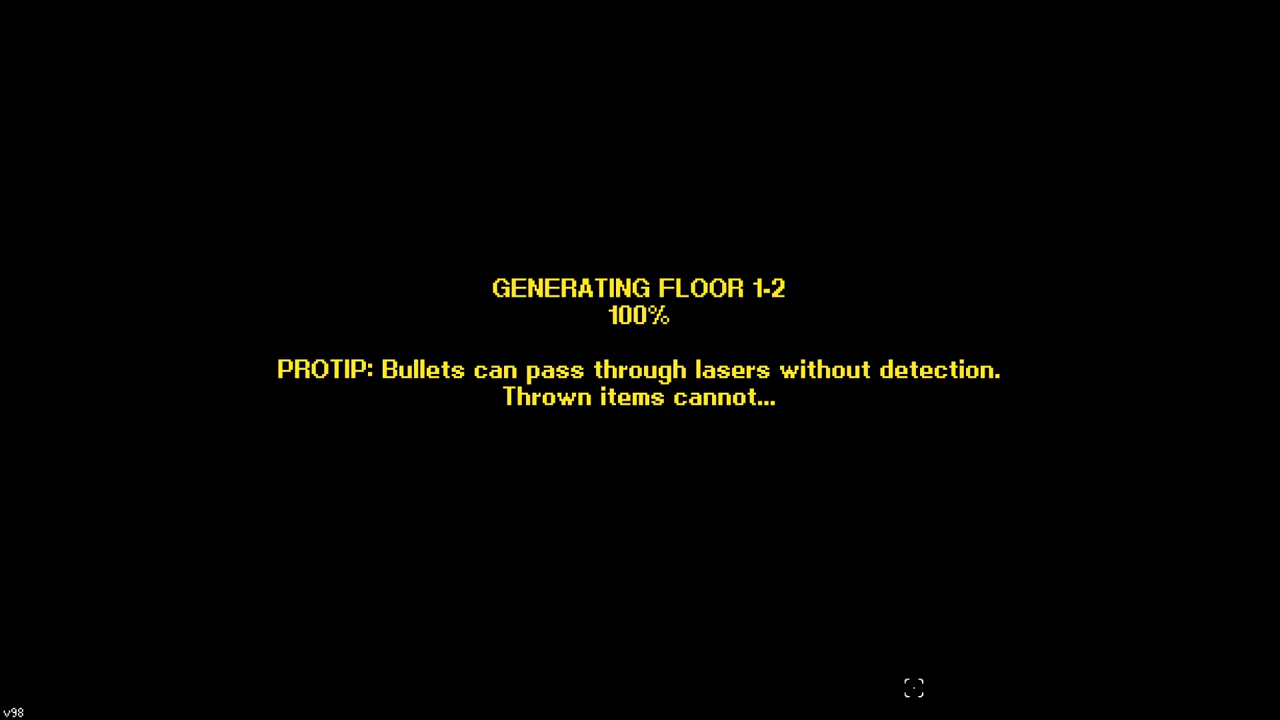 GENERATING FLOOR 1-2
100%
PROTIP: Bullets can pass through lasers without detection.
Thrown items cannot...
v98